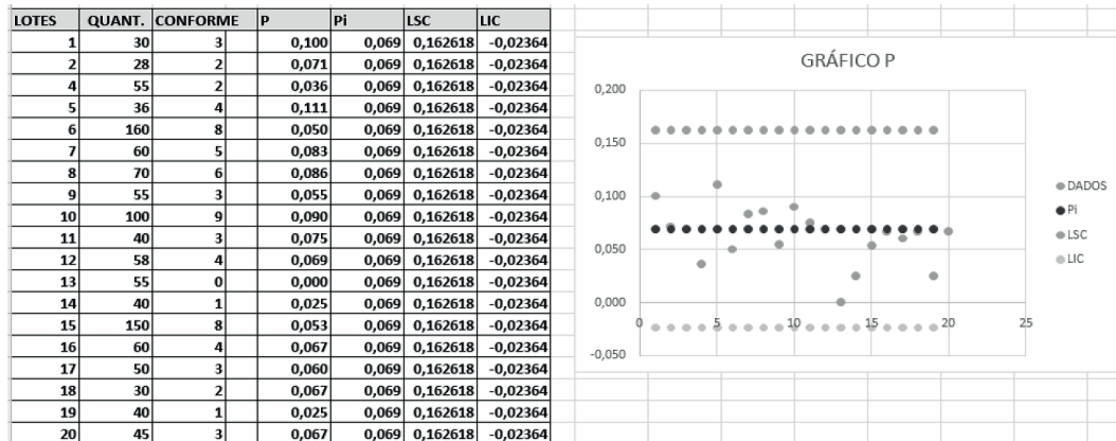 LOTES QUANT. CONFORME P Pi LSC LIC
1 30 3 0,100 0,069 0,162618 -0,02364
2 28 2 0,071 0,069 0,162618 -0,02364
4 55 2 0,036 0,069 0,162618 -0,02364
5 36 4 0,111 0,069 0,162618 -0,02364
6 160 8 0,050 0,069 0,162618 -0,02364
7 60 5 0,083 0,069 0,162618 -0,02364
8 70 6 0,086 0,069 0,162618 -0,02364
9 55 3 0,055 0,069 0,162618 -0,02364
10 100 9 0,090 0,069 0,162618 -0,02364
11 40 3 0,075 0,069 0,162618 -0,02364
12 58 4 0,069 0,069 0,162618 -0,02364
13 55 0 0,000 0,069 0,162618 -0,02364
14 40 1 0,025 0,069 0,162618 -0,02364
15 150 8 0,053 0,069 0,162618 -0,02364
16 60 4 0,067 0,069 0,162618 -0,02364
17 50 3 0,060 0,069 0,162618 -0,02364
18 30 2 0,067 0,069 0,162618 -0,02364
19 40 1 0,025 0,069 0,162618 -0,02364
20 45 3 0,067 0,069 0,162618 -0,02364
GRÁFICO P
0,200
0,150
0,100
0,050
0,000
-0,050
0 5 10 15 20 25
DADOS
Pi
LSC
LIC